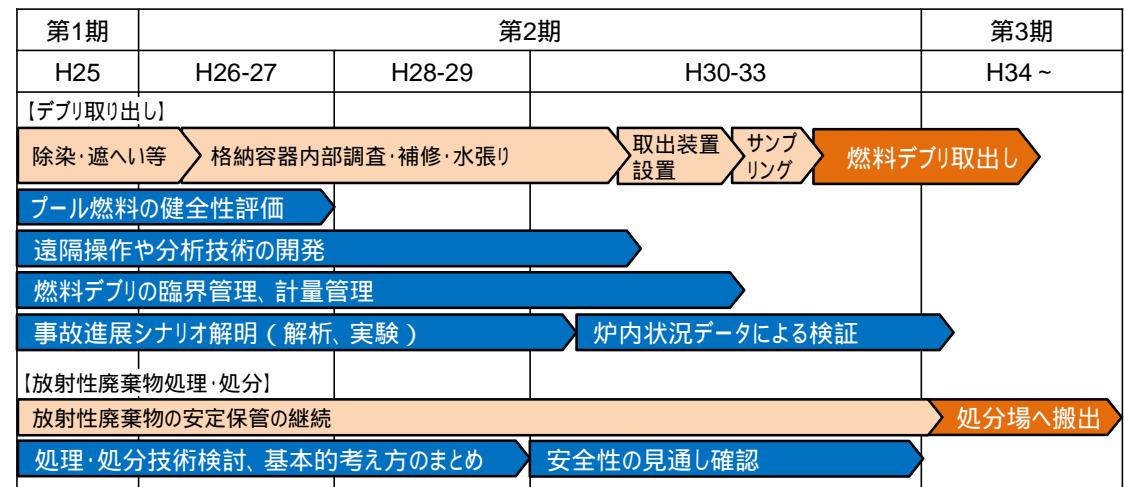 第1期 第2期 第3期
H25 H26-27 H28-29 H30-33 H34～
【デブリ取り出し】
除染･遮へい等 格納容器内部調査･補修･水張り 取出装置設置 サンプリング 燃料デブリ取出し
プール燃料の健全性評価
遠隔操作や分析技術の開発
燃料デブリの臨界管理、計量管理
事故進展シナリオ解明（解析、実験） 炉内状況データによる検証
【放射性廃棄物処理･処分】
放射性廃棄物の安定保管の継続 処分場へ搬出
処理･処分技術検討、基本的考え方のまとめ 安全性の見通し確認